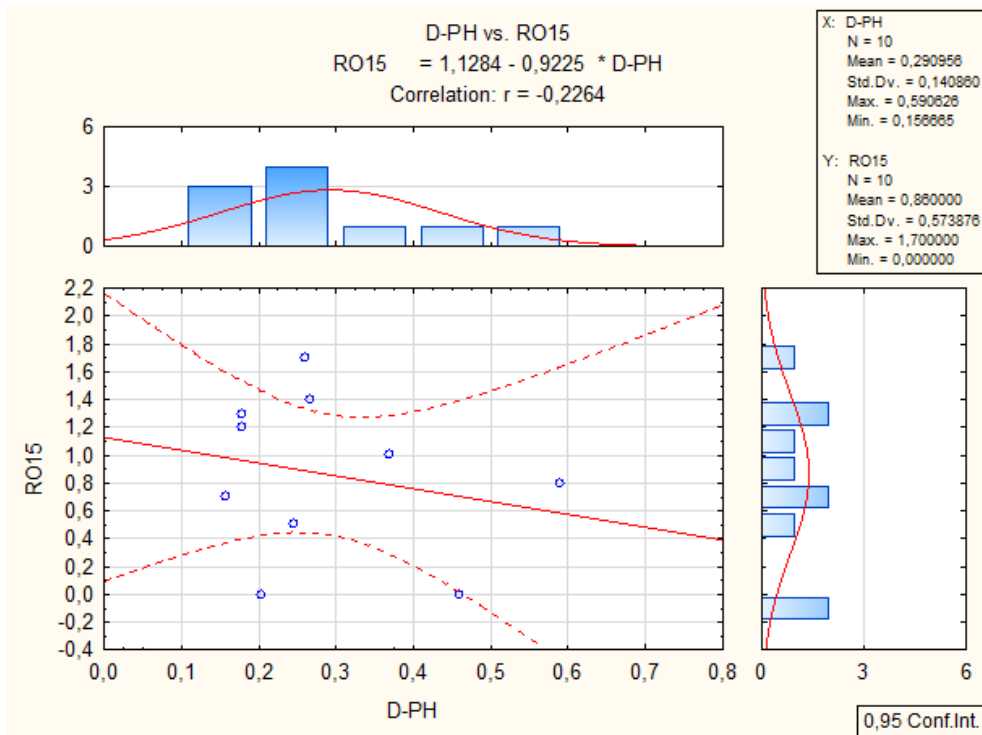 D-PH vs. RO15
RO15 = 1,1284 - 0,9225 * D-PH
Correlation: r = -0,2264
X: D-PH
N = 10
Mean = 0,290956
Std.Dv. = 0,140860
Max. = 0,590626
Min. = 0,156665
Y: RO15
N = 10
Mean = 0,860000
Std.Dv. = 0,573876
Max. = 1,700000
Min. = 0,000000
6
3
0
2,2
2,0
1,8
1,6
1,4
1,2
1,0
0,8
0,6
0,4
0,2
0,0
-0,2
-0,4
RO15
0,0 0,1 0,2 0,3 0,4 0,5 0,6 0,7 0,8
D-PH
0 3 6
0,95 Conf.Int.